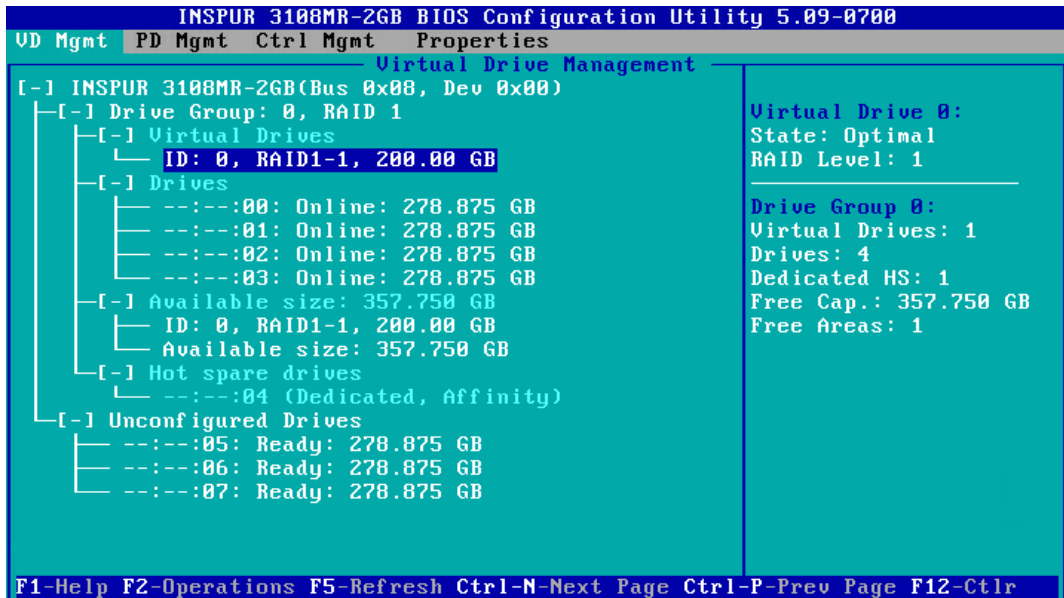 INSPUR 3108MR-2GB BIOS Configuration Utility 5.09-0700
VD Mgmt PD Mgmt Ctrl Mgmt Properties
Virtual Drive Management
[-] INSPUR 3108MR-2GB(Bus 0x08, Dev 0x00)
[-] Drive Group: 0, RAID 1
[-] Virtual Drives
ID: 0, RAID1-1, 200.00 GB
[-] Drives
--:--:00: Online: 278.875 GB
--:--:01: Online: 278.875 GB
--:--:02: Online: 278.875 GB
--:--:03: Online: 278.875 GB
[-] Available size: 357.750 GB
ID: 0, RAID1-1, 200.00 GB
Available size: 357.750 GB
[-] Hot spare drives
--:--:04 (Dedicated, Affinity)
[-] Unconfigured Drives
--:--:05: Ready: 278.875 GB
--:--:06: Ready: 278.875 GB
--:--:07: Ready: 278.875 GB
Virtual Drive 0:
State: Optimal
RAID Level: 1
Drive Group 0:
Virtual Drives: 1
Drives: 4
Dedicated HS: 1
Free Cap.: 357.750 GB
Free Areas: 1
F1-Help F2-Operations F5-Refresh Ctrl-N-Next Page Ctrl-P-Prev Page F12-Ctlr